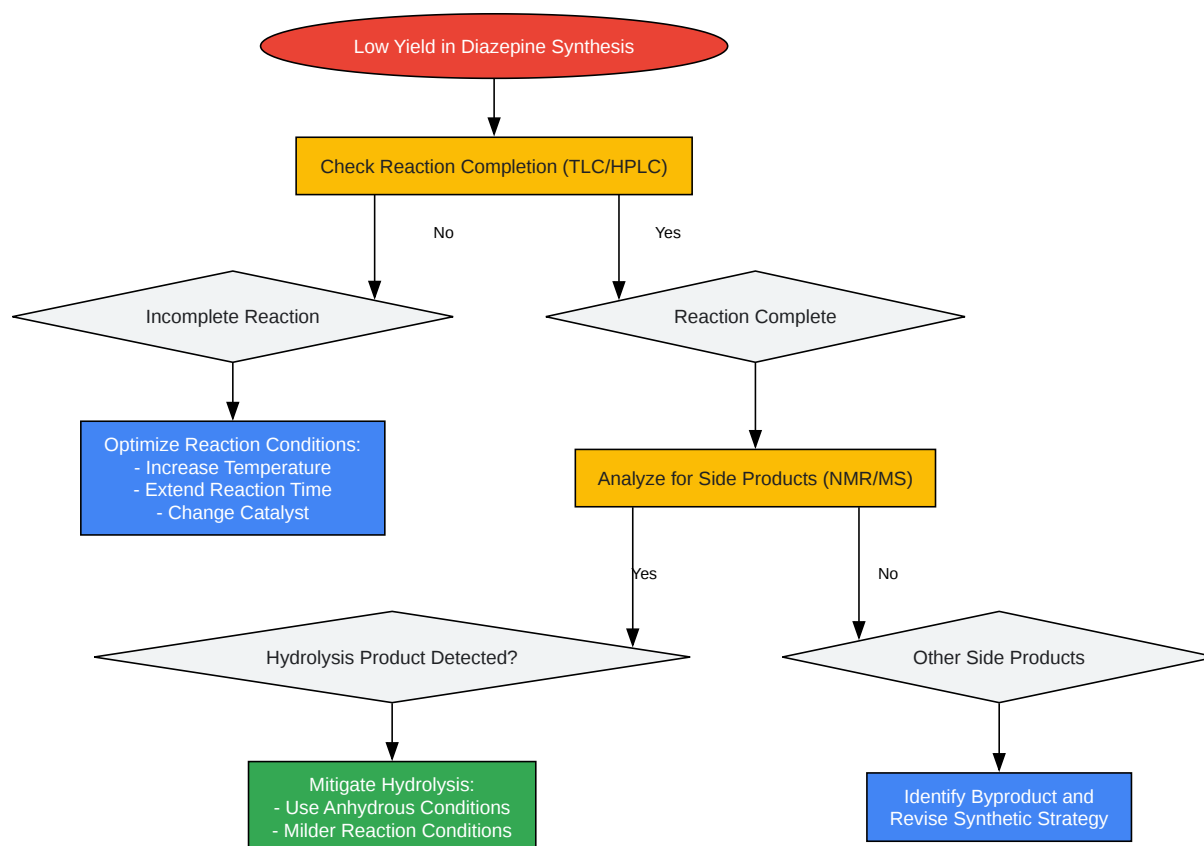 Low Yield in Diazepine Synthesis
Check Reaction Completion (TLC/HPLC)
No
Yes
Incomplete Reaction
Reaction Complete
Optimize Reaction Conditions:
- Increase Temperature
- Extend Reaction Time
- Change Catalyst
Analyze for Side Products (NMR/MS)
Yes
No
Hydrolysis Product Detected?
Other Side Products
Mitigate Hydrolysis:
- Use Anhydrous Conditions
- Milder Reaction Conditions
Identify Byproduct and
Revise Synthetic Strategy